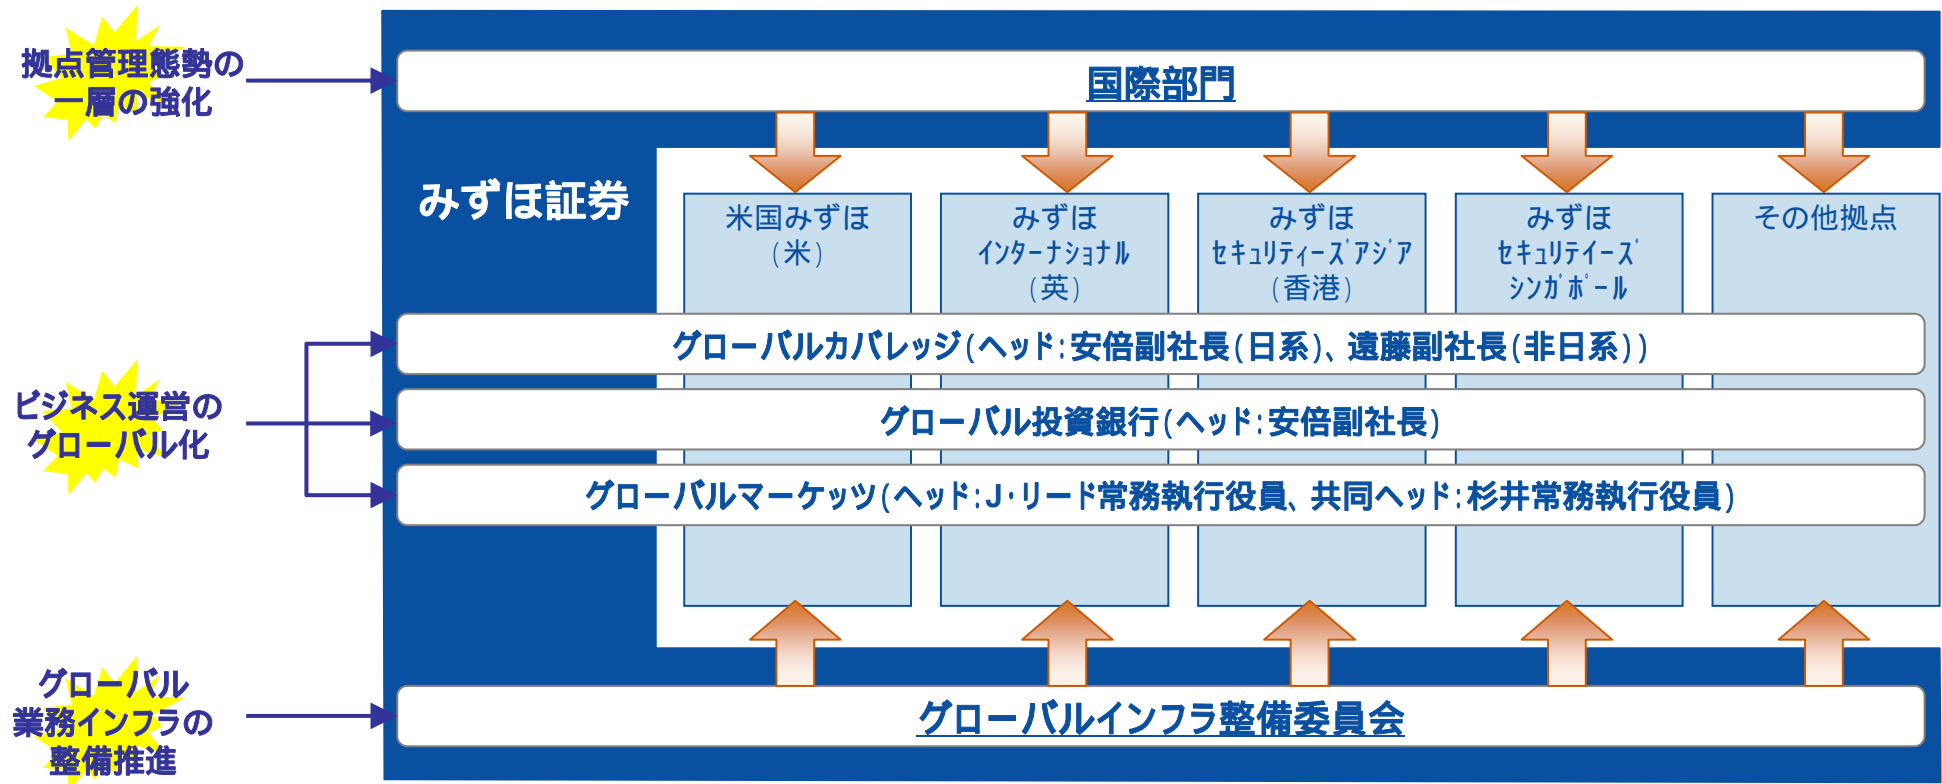 拠点管理態勢の
一層の強化
国際部門
みずほ証券
米国みずほ
(米)
みずほ
ｲﾝﾀｰﾅｼｮﾅﾙ
(英)
みずほ
ｾｷｭﾘﾃｨｰｽﾞｱｼﾞｱ
(香港)
みずほ
ｾｷｭﾘﾃｲｰｽﾞ
ｼﾝｶﾞﾎﾟｰﾙ
その他拠点
グローバルカバレッジ(ヘッド:安倍副社長(日系)、遠藤副社長(非日系))
ビジネス運営の
グローバル化
グローバル投資銀行(ヘッド:安倍副社長)
グローバルマーケッツ(ヘッド:J・リード常務執行役員、共同ヘッド:杉井常務執行役員)
グローバル
業務インフラの
整備推進
グローバルインフラ整備委員会